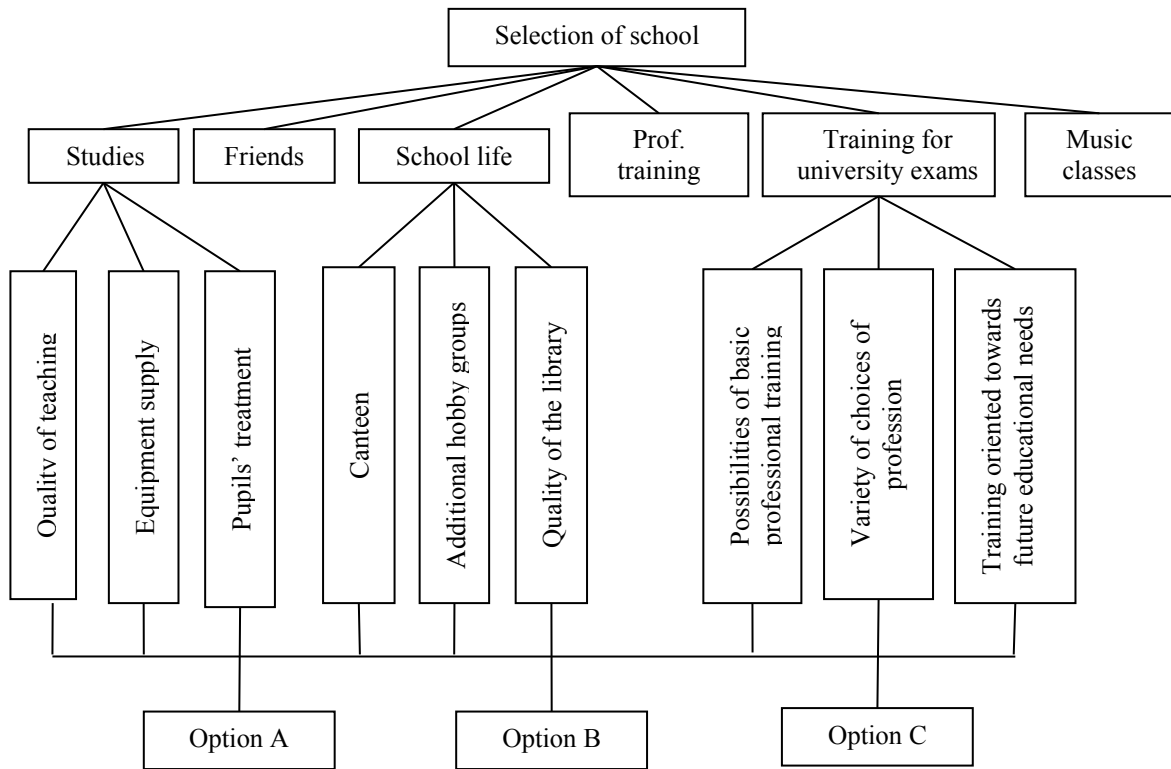 Selection of school
Studies
Friends
School life
Prof.
training
Training for
university exams
Music
classes
Quality of teaching
Equipment supply
Pupils' treatment
Canteen
Additional hobby groups
Quality of the library
Possibilities of basic
professional training
Variety of choices of
profession
Training oriented towards
future educational needs
Option A
Option B
Option C